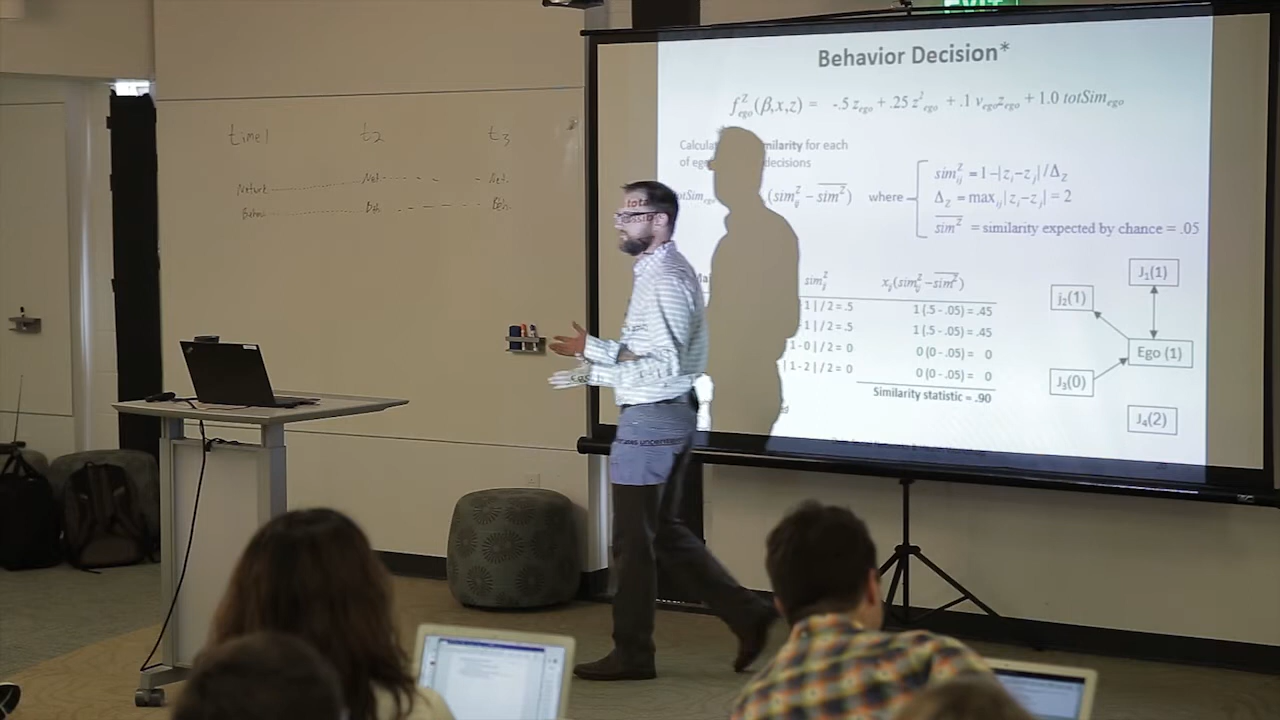 EXIT
Behavior Decision*
f^Z_ego(β,x,z) = -.5 z_ego + .25 z²_ego + .1 v_ego z_ego + 1.0 totSim_ego
milarity for each
of eg decisions
totSim_ego (sim^Z_ij − \overline{sim^Z}) where
sim^Z_ij = 1−|z_i−z_j|/Δ_Z
Δ_Z = max_ij|z_i−z_j| = 2
\overline{sim^Z} = similarity expected by chance = .05
sim^Z_ij x_ij(sim^Z_ij−\overline{sim^Z})
1 | / 2 = .5 1 (.5 - .05) = .45
1 | / 2 = .5 1 (.5 - .05) = .45
| 1 - 0 | / 2 = 0 0 (0 - .05) = 0
| 1 - 2 | / 2 = 0 0 (0 - .05) = 0
Similarity statistic = .90
J₁(1)
j₂(1)
Ego (1)
J₃(0)
J₄(2)
time1 t2 t3
Net Net
Beh Beh
tota